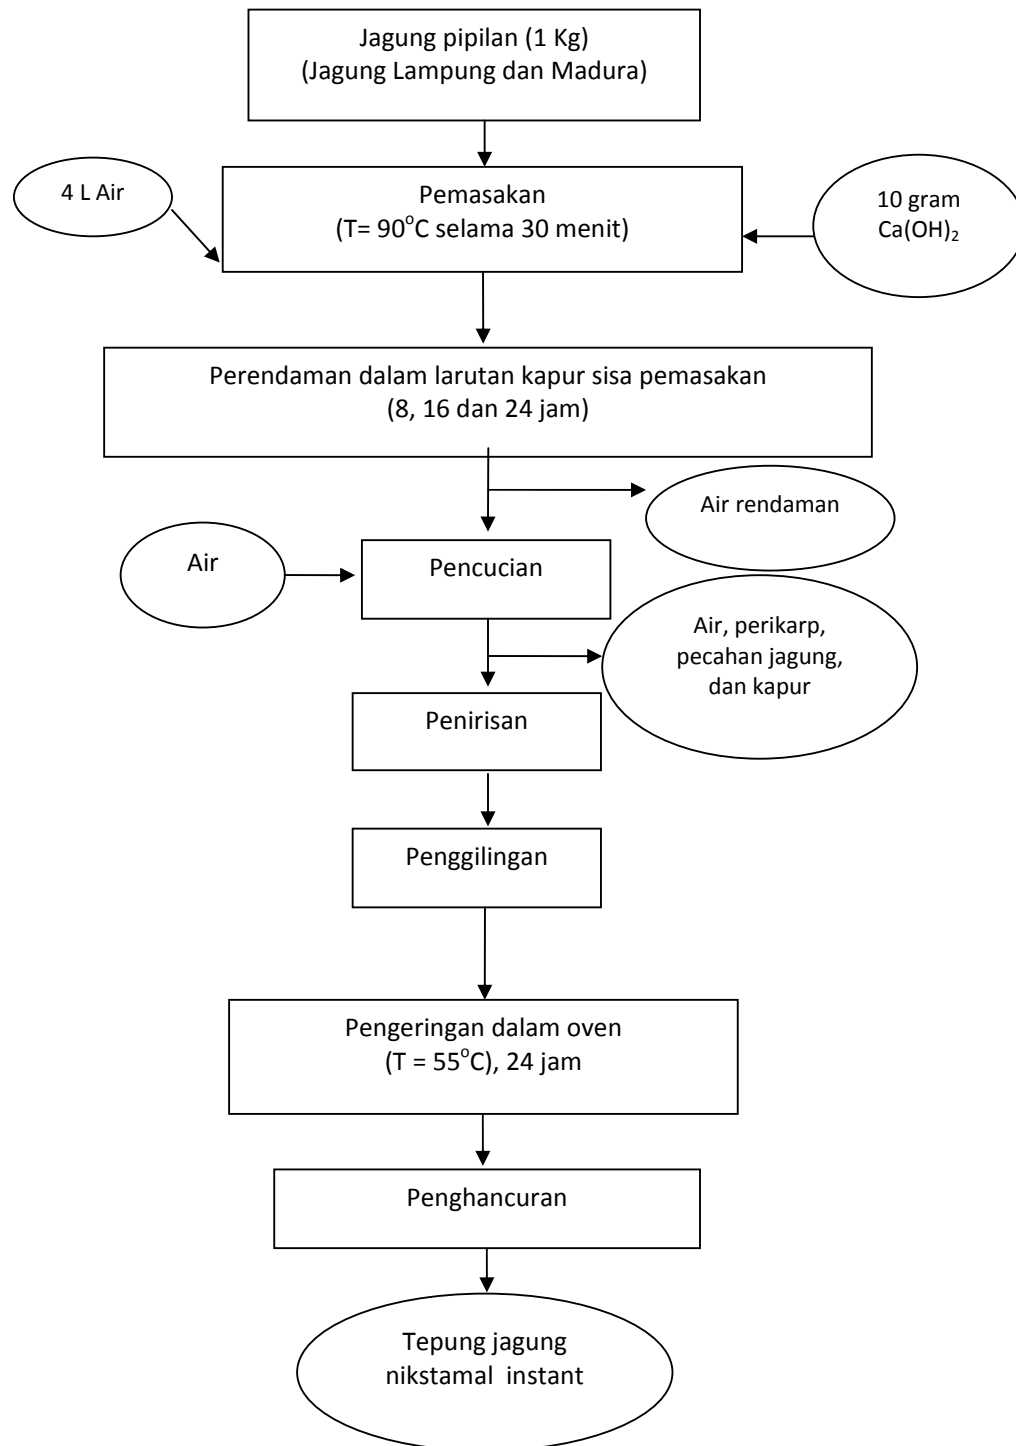 Jagung pipilan (1 Kg)
(Jagung Lampung dan Madura)
4 L Air
Pemasakan
(T= 90°C selama 30 menit)
10 gram
Ca(OH)₂
Perendaman dalam larutan kapur sisa pemasakan
(8, 16 dan 24 jam)
Air rendaman
Air
Pencucian
Air, perikarp,
pecahan jagung,
dan kapur
Penirisan
Penggilingan
Pengeringan dalam oven
(T = 55°C), 24 jam
Penghancuran
Tepung jagung
nikstamal instant